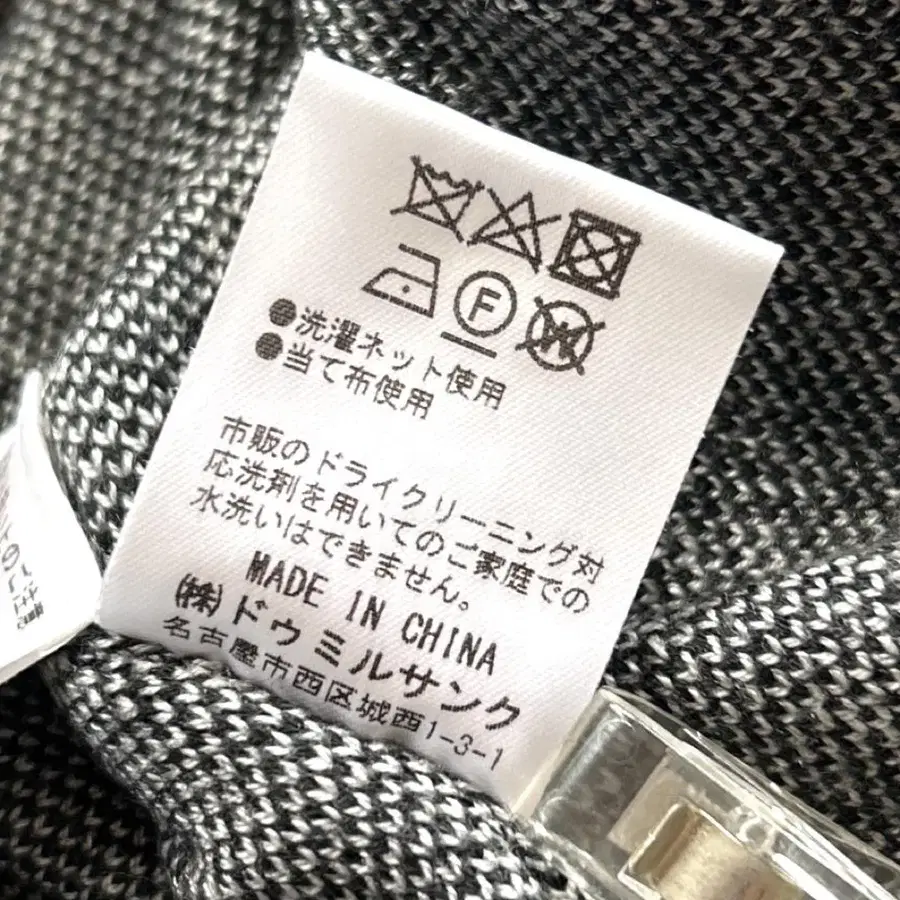 F
W
●洗濯ネット使用
●当て布使用
市販のドライクリーニング対
応洗剤を用いてのご家庭での
水洗いはできません。
MADE IN CHINA
㈱ドゥミルサンク
名古屋市西区城西1-3-1